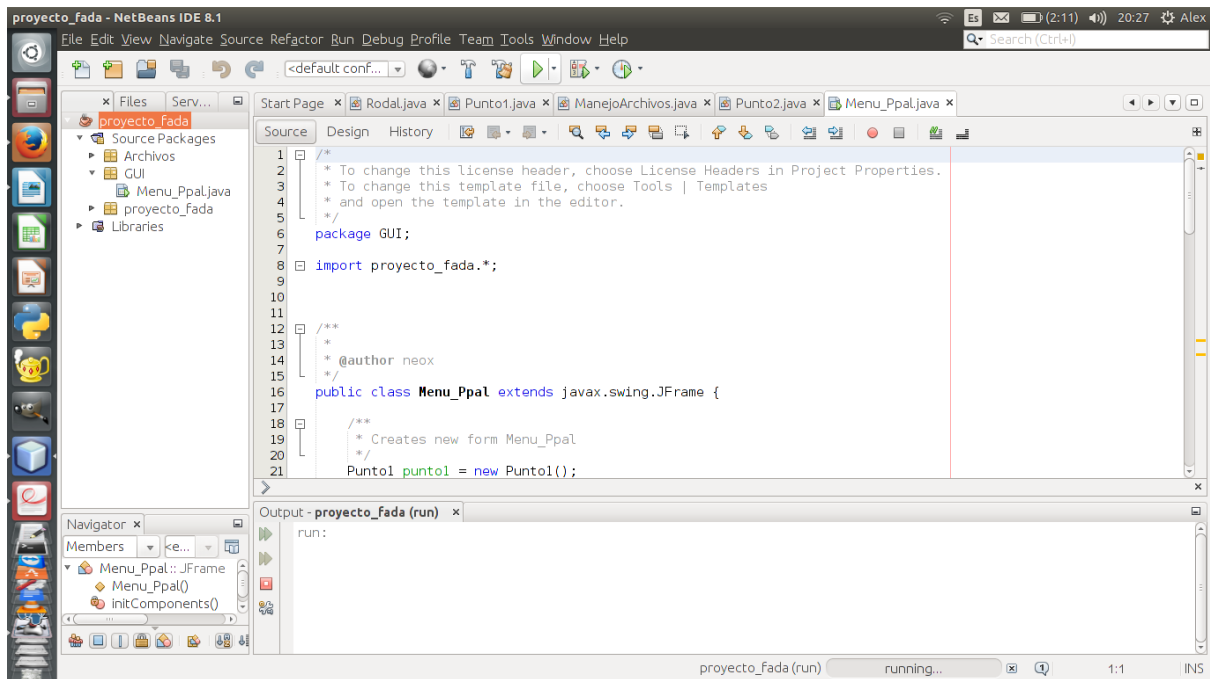 proyecto_fada - NetBeans IDE 8.1
Es (2:11) 20:27 Alex
File Edit View Navigate Source Refactor Run Debug Profile Team Tools Window Help
Search (Ctrl+I)
<default conf...
Files Serv...
Start Page Rodal.java Punto1.java ManejoArchivos.java Punto2.java Menu_Ppal.java
proyecto_fada
Source Packages
Archivos
GUI
Menu_Ppal.java
proyecto_fada
Libraries
Source Design History
1 /*
2 * To change this license header, choose License Headers in Project Properties.
3 * To change this template file, choose Tools | Templates
4 * and open the template in the editor.
5 */
6 package GUI;
7
8 import proyecto_fada.*;
9
10
11
12 /**
13 *
14 * @author neox
15 */
16 public class Menu_Ppal extends javax.swing.JFrame {
17
18 /**
19 * Creates new form Menu_Ppal
20 */
21 Punto1 punto1 = new Punto1();
Navigator
Members <e...
Menu_Ppal :: JFrame
Menu_Ppal()
initComponents()
Output - proyecto_fada (run)
run:
proyecto_fada (run) running... 1 1:1 INS